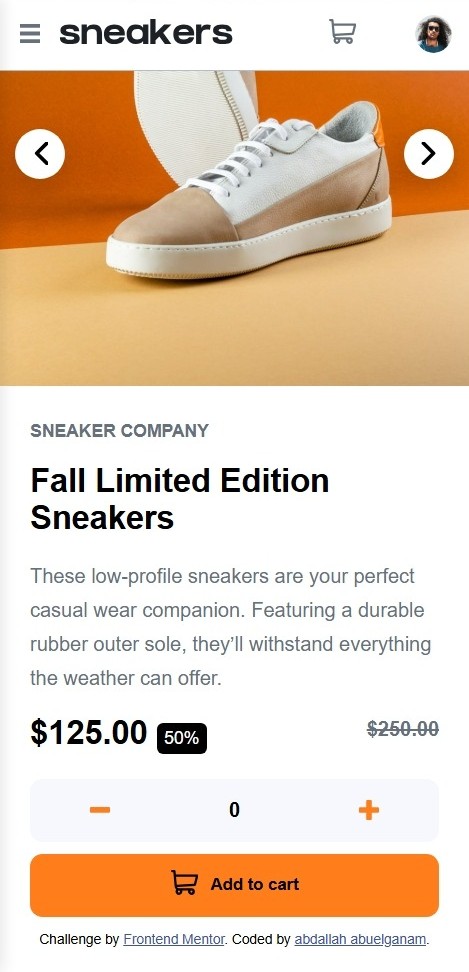 sneakers
SNEAKER COMPANY
Fall Limited Edition
Sneakers
These low-profile sneakers are your perfect
casual wear companion. Featuring a durable
rubber outer sole, they’ll withstand everything
the weather can offer.
$125.00 50% $250.00
0
Add to cart
Challenge by Frontend Mentor. Coded by abdallah abuelganam.